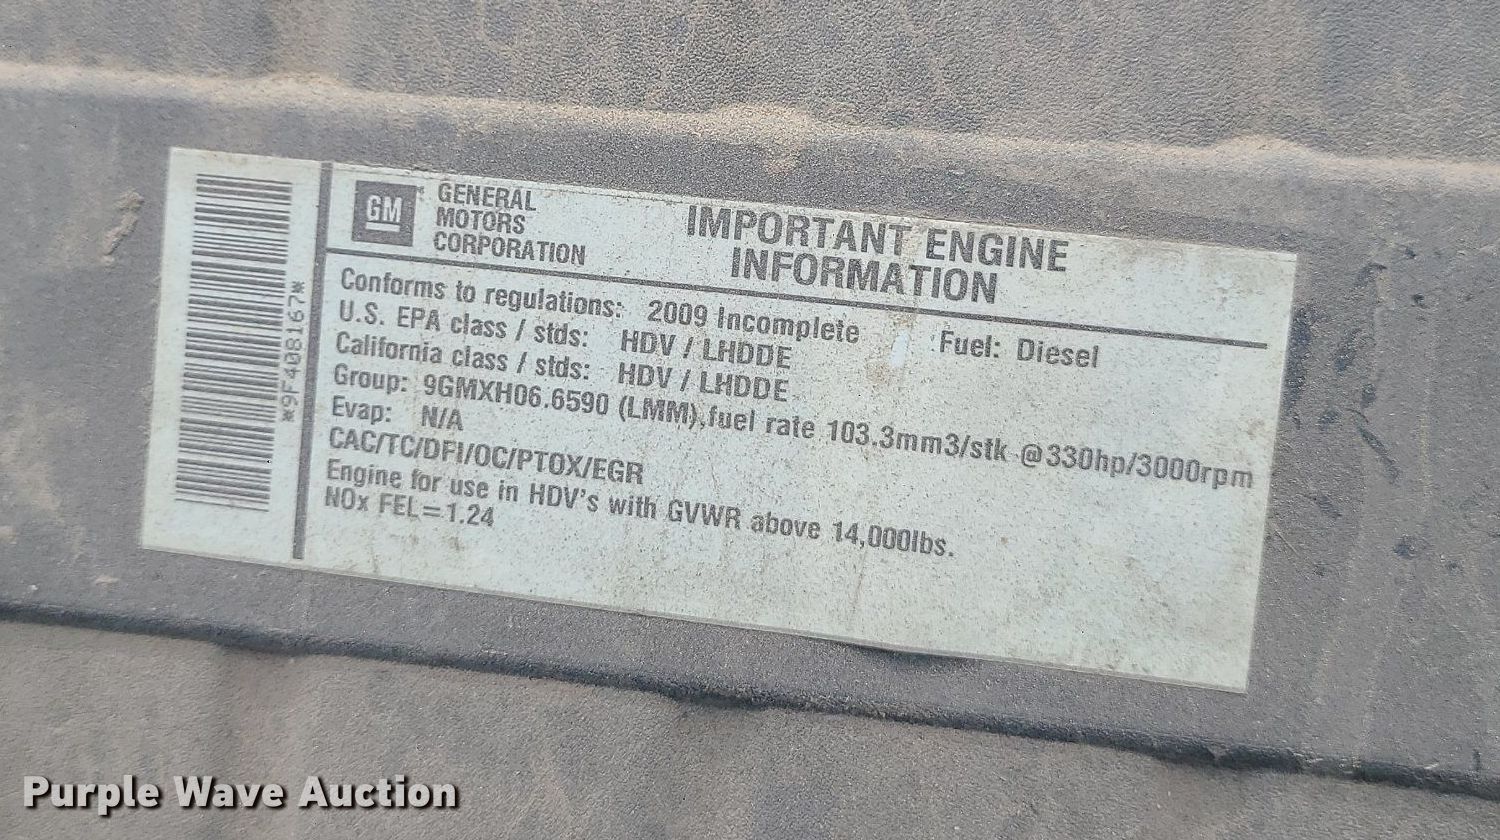 *9F408167*
GM
GENERAL
MOTORS
CORPORATION
IMPORTANT ENGINE
INFORMATION
Conforms to regulations: 2009 Incomplete Fuel: Diesel
U.S. EPA class / stds: HDV / LHDDE
California class / stds: HDV / LHDDE
Group: 9GMXH06.6590 (LMM),fuel rate 103.3mm3/stk @330hp/3000rpm
Evap: N/A
CAC/TC/DFI/OC/PTOX/EGR
Engine for use in HDV's with GVWR above 14,000lbs.
NOx FEL=1.24
Purple Wave Auction